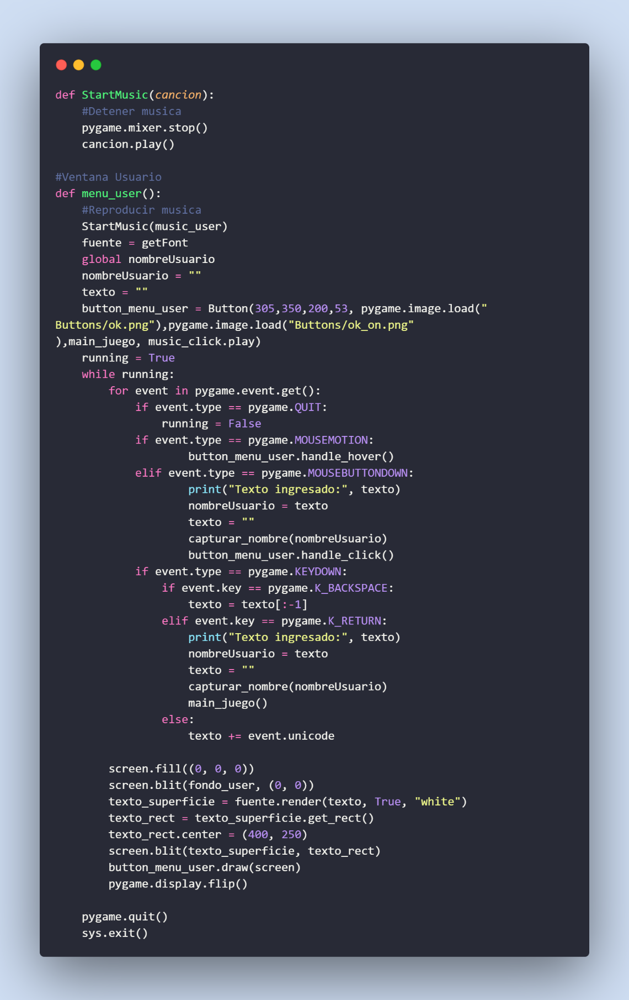 def StartMusic(cancion):
    #Detener musica
    pygame.mixer.stop()
    cancion.play()

#Ventana Usuario
def menu_user():
    #Reproducir musica
    StartMusic(music_user)
    fuente = getFont
    global nombreUsuario
    nombreUsuario = ""
    texto = ""
    button_menu_user = Button(305,350,200,53, pygame.image.load("
Buttons/ok.png"),pygame.image.load("Buttons/ok_on.png"
),main_juego, music_click.play)
    running = True
    while running:
        for event in pygame.event.get():
            if event.type == pygame.QUIT:
                running = False
            if event.type == pygame.MOUSEMOTION:
                    button_menu_user.handle_hover()
            elif event.type == pygame.MOUSEBUTTONDOWN:
                    print("Texto ingresado:", texto)
                    nombreUsuario = texto
                    texto = ""
                    capturar_nombre(nombreUsuario)
                    button_menu_user.handle_click()
            if event.type == pygame.KEYDOWN:
                if event.key == pygame.K_BACKSPACE:
                    texto = texto[:-1]
                elif event.key == pygame.K_RETURN:
                    print("Texto ingresado:", texto)
                    nombreUsuario = texto
                    texto = ""
                    capturar_nombre(nombreUsuario)
                    main_juego()
                else:
                    texto += event.unicode

        screen.fill((0, 0, 0))
        screen.blit(fondo_user, (0, 0))
        texto_superficie = fuente.render(texto, True, "white")
        texto_rect = texto_superficie.get_rect()
        texto_rect.center = (400, 250)
        screen.blit(texto_superficie, texto_rect)
        button_menu_user.draw(screen)
        pygame.display.flip()

    pygame.quit()
    sys.exit()